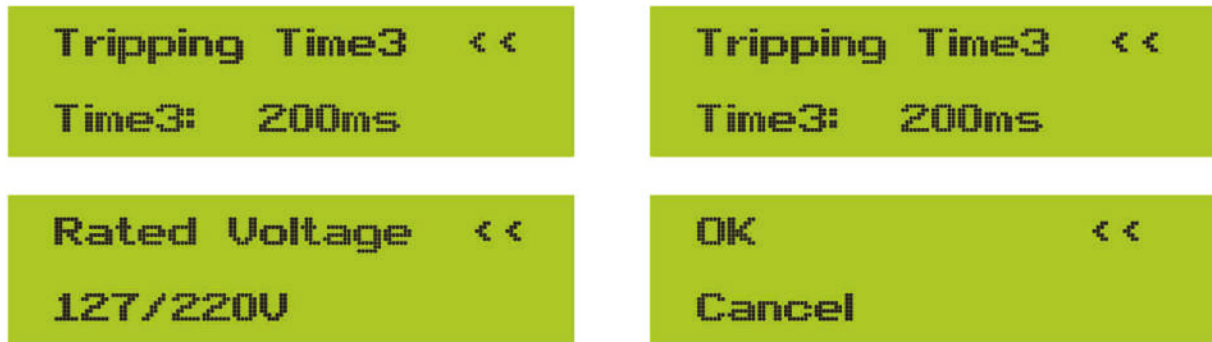 Tripping Time3 <<
Time3: 200ms
Tripping Time3 <<
Time3: 200ms
Rated Voltage <<
127/220V
OK <<
Cancel